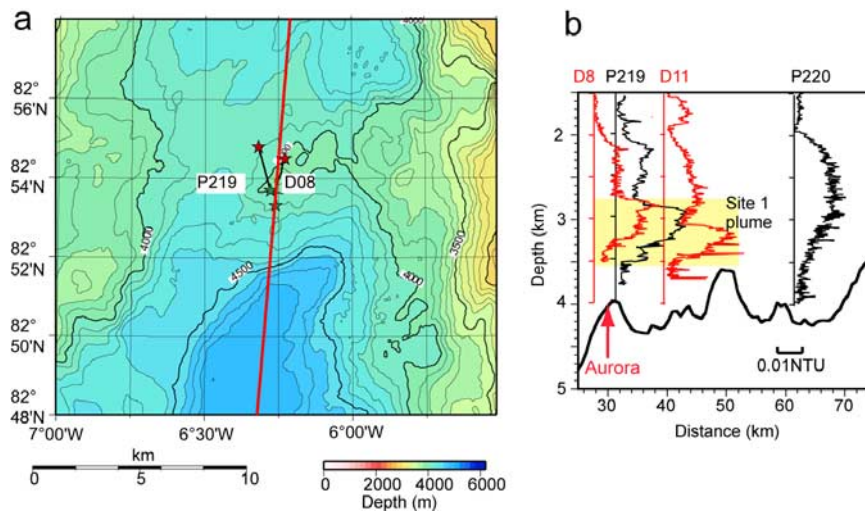 a
b
4000
4000
82°
56'N
82°
54'N
82°
52'N
82°
50'N
82°
48'N
P219
D08
4000
4500
4000
3500
7°00'W
6°30'W
6°00'W
km
0
5
10
0
2000
4000
6000
Depth (m)
D8
P219
D11
P220
2
3
4
5
Depth (km)
Site 1
plume
Aurora
0.01NTU
30
40
50
60
70
Distance (km)